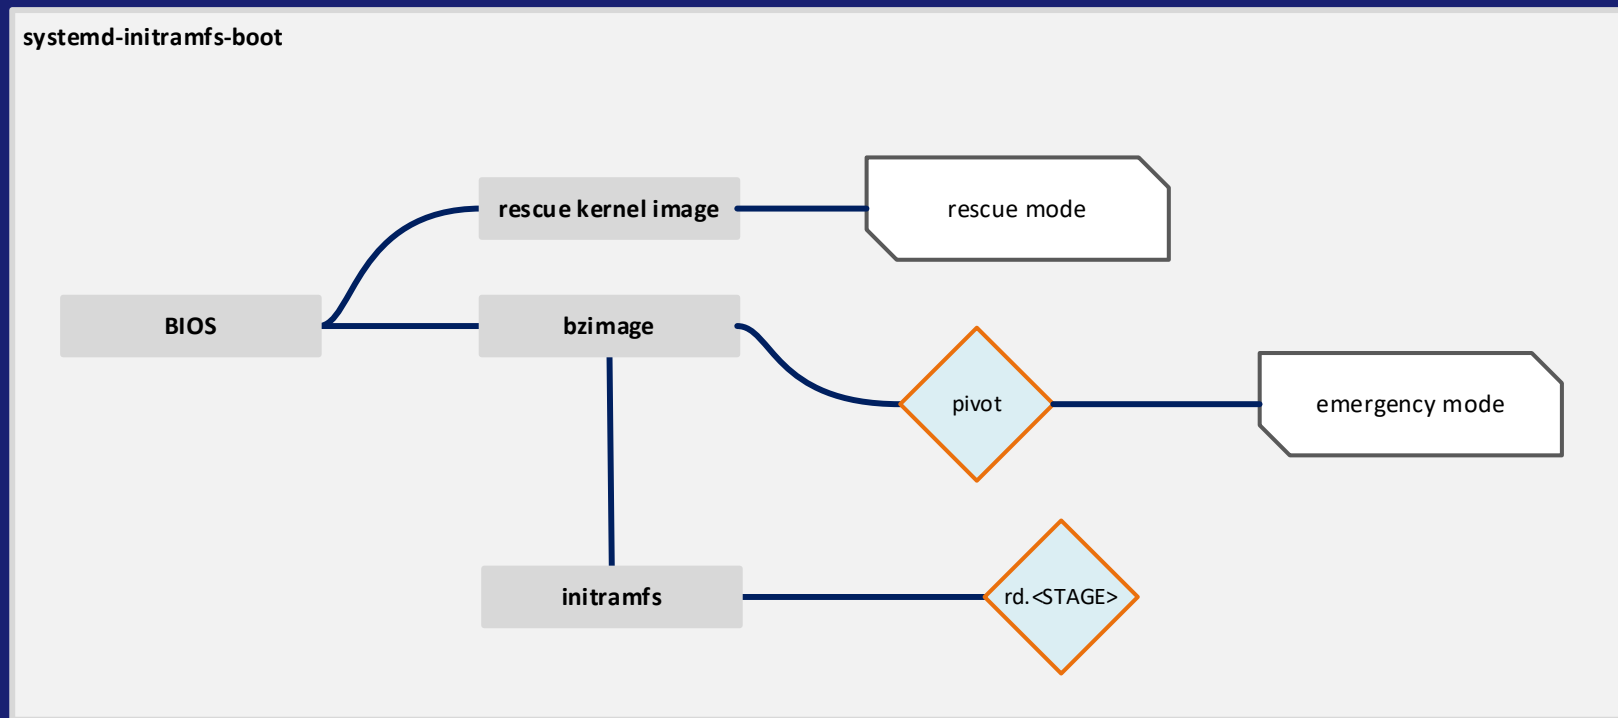 systemd-initramfs-boot
rescue kernel image
rescue mode
BIOS
bzimage
pivot
emergency mode
initramfs
rd.<STAGE>